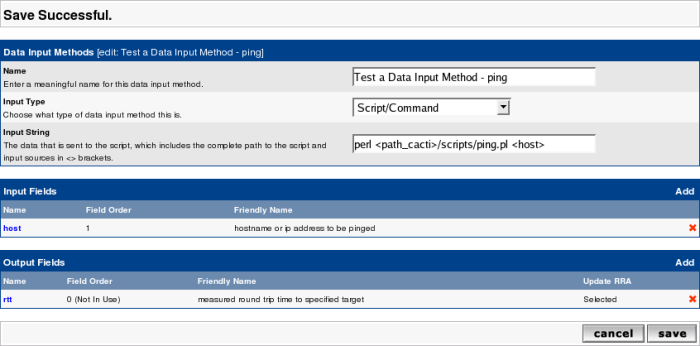 Save Successful.
Data Input Methods [edit: Test a Data Input Method - ping]
Name
Enter a meaningful name for this data input method.
Test a Data Input Method - ping
Input Type
Choose what type of data input method this is.
Script/Command
Input String
The data that is sent to the script, which includes the complete path to the script and
input sources in <> brackets.
perl <path_cacti>/scripts/ping.pl <host>
Input Fields Add
Name Field Order Friendly Name
host 1 hostname or ip address to be pinged
Output Fields Add
Name Field Order Friendly Name Update RRA
rtt 0 (Not In Use) measured round trip time to specified target Selected
cancel save